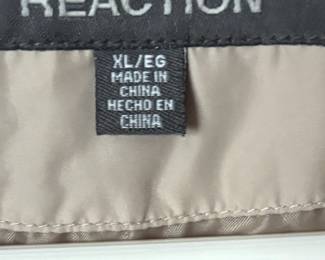 REACTION
XL/EG
MADE IN
CHINA
HECHO EN
CHINA